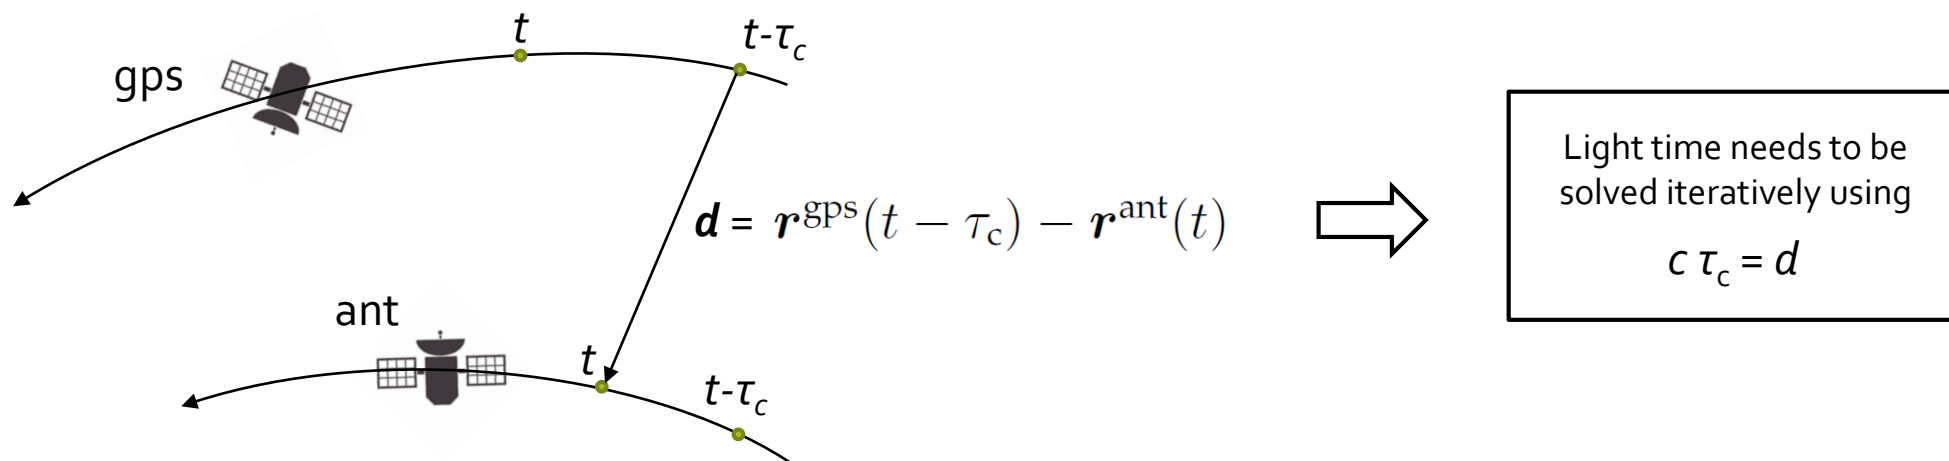 t
t-τc
gps
d = r^gps(t − τc) − r^ant(t)
Light time needs to be
solved iteratively using
c τc = d
ant
t
t-τc